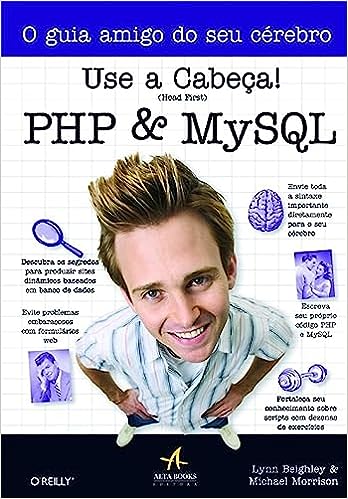 O guia amigo do seu cérebro
Use a Cabeça!
(Head First)
PHP & MySQL
Envie toda
a sintaxe
importante
diretamente
para o seu
cérebro
Descubra os segredos
para produzir sites
dinâmicos baseados
em banco de dados
Evite problemas
embaraçosos
com formulários
web
Escreva
seu próprio
código PHP
e MySQL
Fortaleça seu
conhecimento sobre
scripts com dezenas
de exercícios
O'REILLY®
ALTA BOOKS
EDITORA
Lynn Beighley &
Michael Morrison